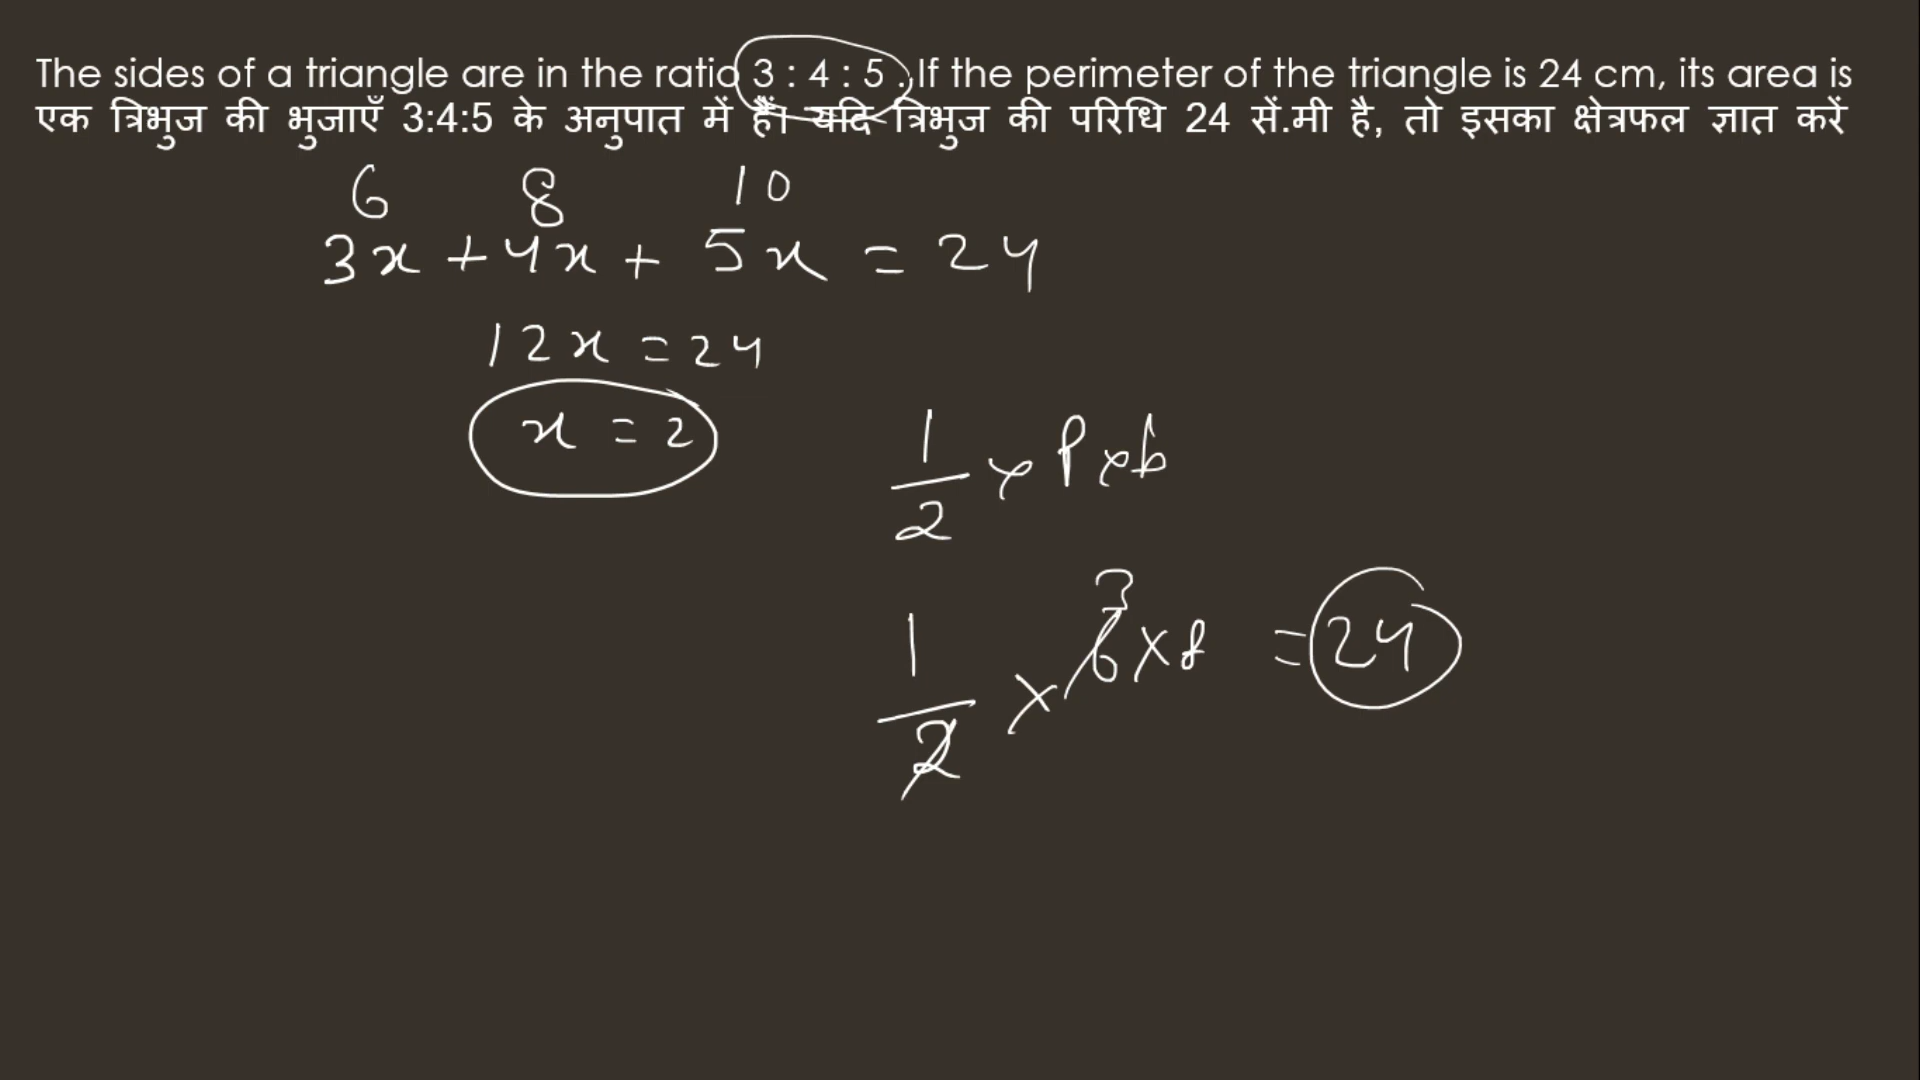 The sides of a triangle are in the ratio 3 : 4 : 5 . If the perimeter of the triangle is 24 cm, its area is
एक त्रिभुज की भुजाएँ 3:4:5 के अनुपात में हैं। यदि त्रिभुज की परिधि 24 सें.मी है, तो इसका क्षेत्रफल ज्ञात करें
6 8 10
3x + 4x + 5x = 24
12x = 24
x = 2
1/2 × P × b
3
1/2 × 6 × 8 = 24